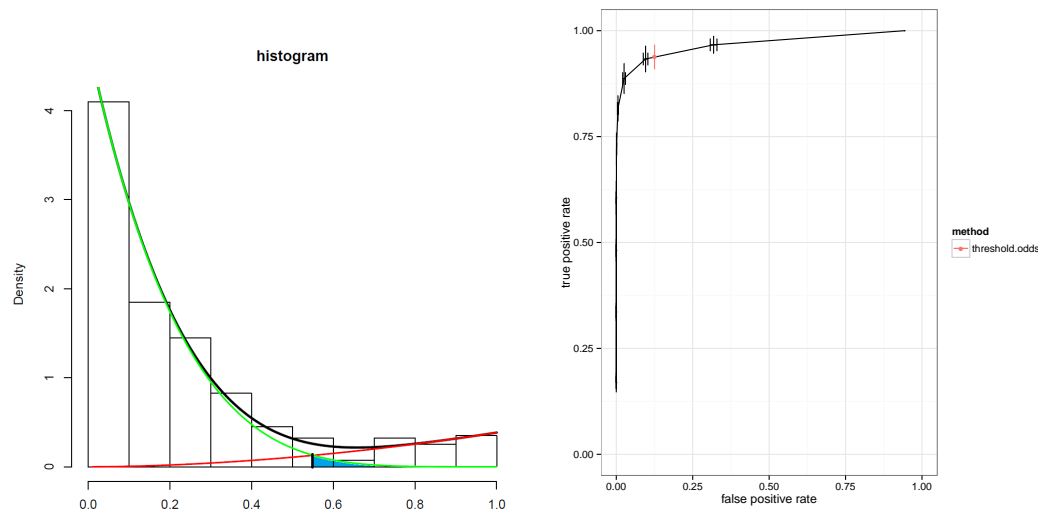 histogram
Density
4
3
2
1
0
0.0 0.2 0.4 0.6 0.8 1.0
true positive rate
1.00
0.75
0.50
0.25
0.00
0.00 0.25 0.50 0.75 1.00
false positive rate
method
threshold.odds